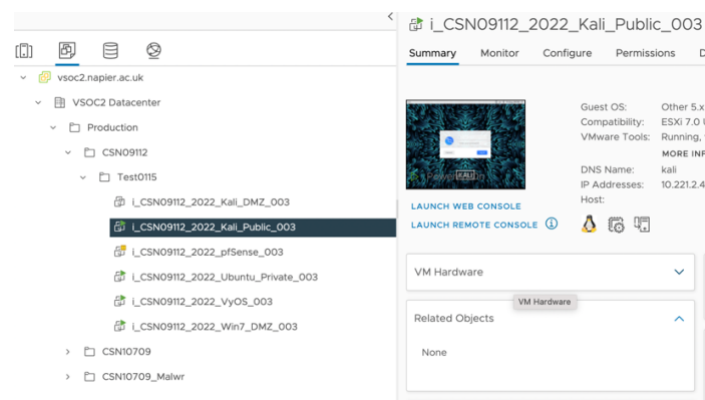 vsoc2.napier.ac.uk
VSOC2 Datacenter
Production
CSN09112
Test0115
i_CSN09112_2022_Kali_DMZ_003
i_CSN09112_2022_Kali_Public_003
i_CSN09112_2022_pfSense_003
i_CSN09112_2022_Ubuntu_Private_003
i_CSN09112_2022_VyOS_003
i_CSN09112_2022_Win7_DMZ_003
CSN10709
CSN10709_Malwr
i_CSN09112_2022_Kali_Public_003
Summary Monitor Configure Permissions D
Guest OS: Other 5.x
Compatibility: ESXi 7.0 U
VMware Tools: Running,
MORE INF
DNS Name: kali
IP Addresses: 10.221.2.4
Host:
Powered On
KALI
LAUNCH WEB CONSOLE
LAUNCH REMOTE CONSOLE
VM Hardware
VM Hardware
Related Objects
None